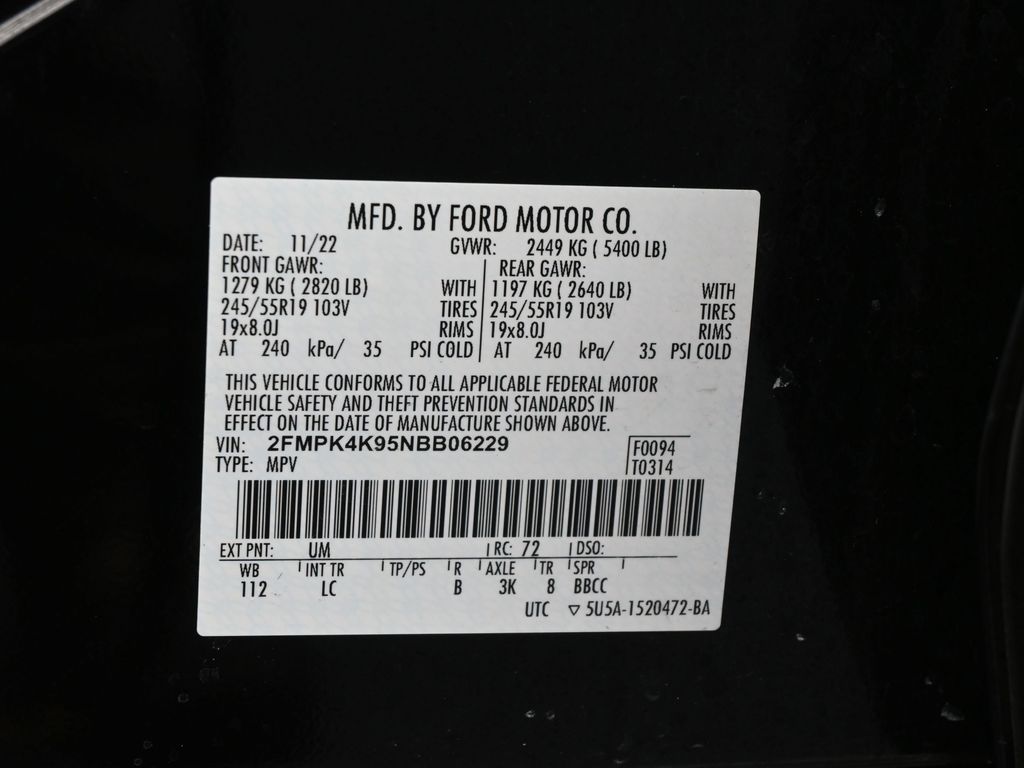 MFD. BY FORD MOTOR CO.
DATE: 11/22 GVWR: 2449 KG ( 5400 LB)
FRONT GAWR: REAR GAWR:
1279 KG ( 2820 LB) WITH 1197 KG ( 2640 LB) WITH
245/55R19 103V TIRES 245/55R19 103V TIRES
19x8.0J RIMS 19x8.0J RIMS
AT 240 kPa/ 35 PSI COLD AT 240 kPa/ 35 PSI COLD
THIS VEHICLE CONFORMS TO ALL APPLICABLE FEDERAL MOTOR
VEHICLE SAFETY AND THEFT PREVENTION STANDARDS IN
EFFECT ON THE DATE OF MANUFACTURE SHOWN ABOVE.
VIN: 2FMPK4K95NBB06229 F0094
TYPE: MPV T0314
EXT PNT: UM RC: 72 DSO:
WB INT TR TP/PS R AXLE TR SPR
112 LC B 3K 8 BBCC
UTC ▽ 5U5A-1520472-BA